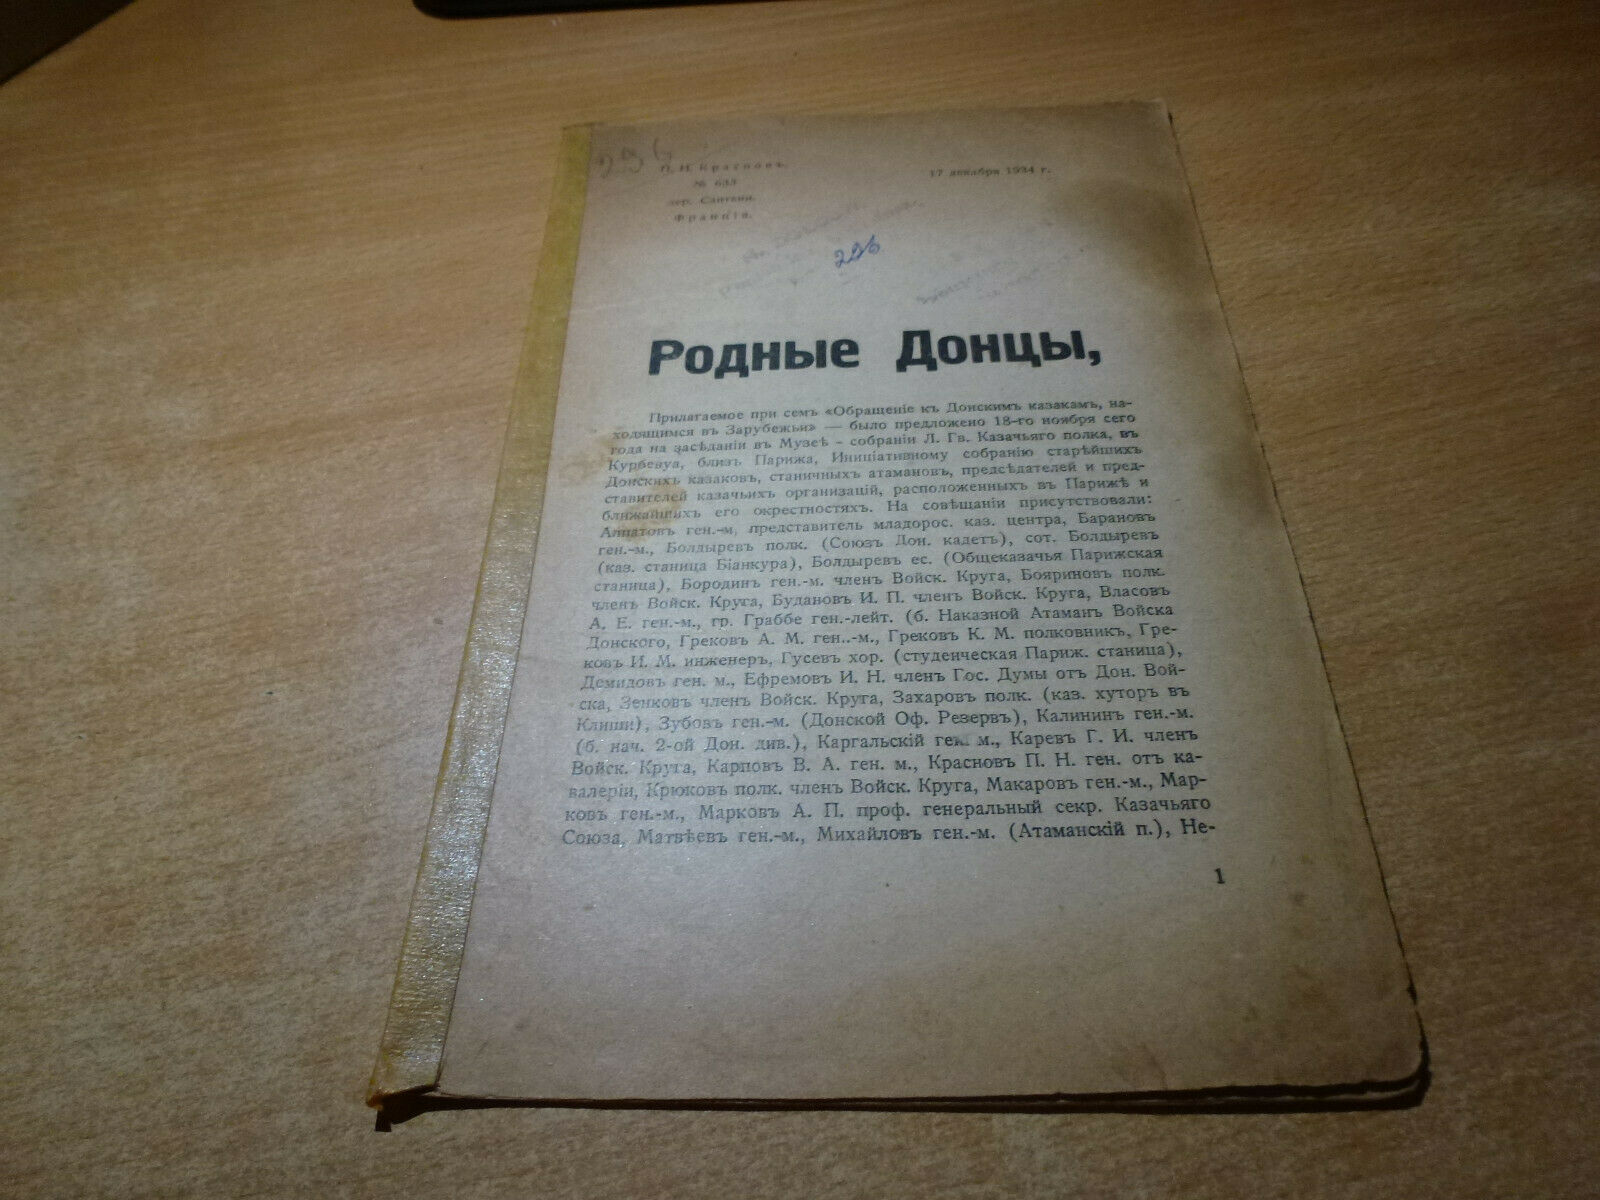 П. Н. Красновъ.
№ 633
дер. Сантени.
Франція.
17 декабря 1934 г.
226
Родные Донцы,
Прилагаемое при семъ «Обращеніе къ Донскимъ казакамъ, на-
ходящимся въ Зарубежьи» — было предложено 18-го ноября сего
года на засѣданіи въ Музеѣ - собраніи Л. Гв. Казачьяго полка, въ
Курбевуа, близъ Парижа, Иниціативному собранію старѣйшихъ
Донскихъ казаковъ, станичныхъ атамановъ, предсѣдателей и пред-
ставителей казачьихъ организацій, расположенныхъ въ Парижѣ и
ближайшихъ его окрестностяхъ. На совѣщаніи присутствовали:
Алпатовъ ген.-м, представитель младорос. каз. центра, Барановъ
ген.-м., Болдыревъ полк. (Союзъ Дон. кадетъ), сот. Болдыревъ
(каз. станица Біанкура), Болдыревъ ес. (Общеказачья Парижская
станица), Бородин ген.-м. членъ Войск. Круга, Бояриновъ полк.
членъ Войск. Круга, Будановъ И. П. членъ Войск. Круга, Власовъ
А. Е. ген.-м., гр. Граббе ген.-лейт. (б. Наказной Атаманъ Войска
Донского, Грековъ А. М. ген..-м., Грековъ К. М. полковникъ, Гре-
ковъ И. М. инженеръ, Гусевъ хор. (студенческая Париж. станица),
Демидовъ ген. м., Ефремовъ И. Н. членъ Гос. Думы отъ Дон. Вой-
ска, Зенковъ членъ Войск. Круга, Захаровъ полк. (каз. хуторъ въ
Клиши), Зубовъ ген.-м. (Донской Оф. Резервъ), Калининъ ген.-м.
(б. нач. 2-ой Дон. див.), Каргальскій ген. м., Каревъ Г. И. членъ
Войск. Круга, Карповъ В. А. ген. м., Красновъ П. Н. ген. отъ ка-
валеріи, Крюковъ полк. членъ Войск. Круга, Макаровъ ген.-м., Мар-
ковъ ген.-м., Марковъ А. П. проф. генеральный секр. Казачьяго
Союза, Матвѣевъ ген.-м., Михайловъ ген.-м. (Атаманскій п.), Не-
1